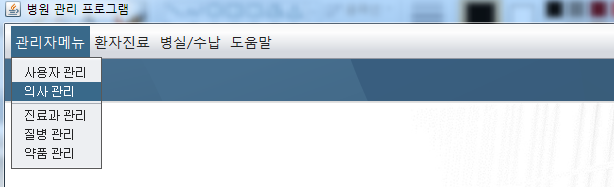 병원 관리 프로그램
관리자메뉴 환자진료 병실/수납 도움말
사용자 관리
의사 관리
진료과 관리
질병 관리
약품 관리